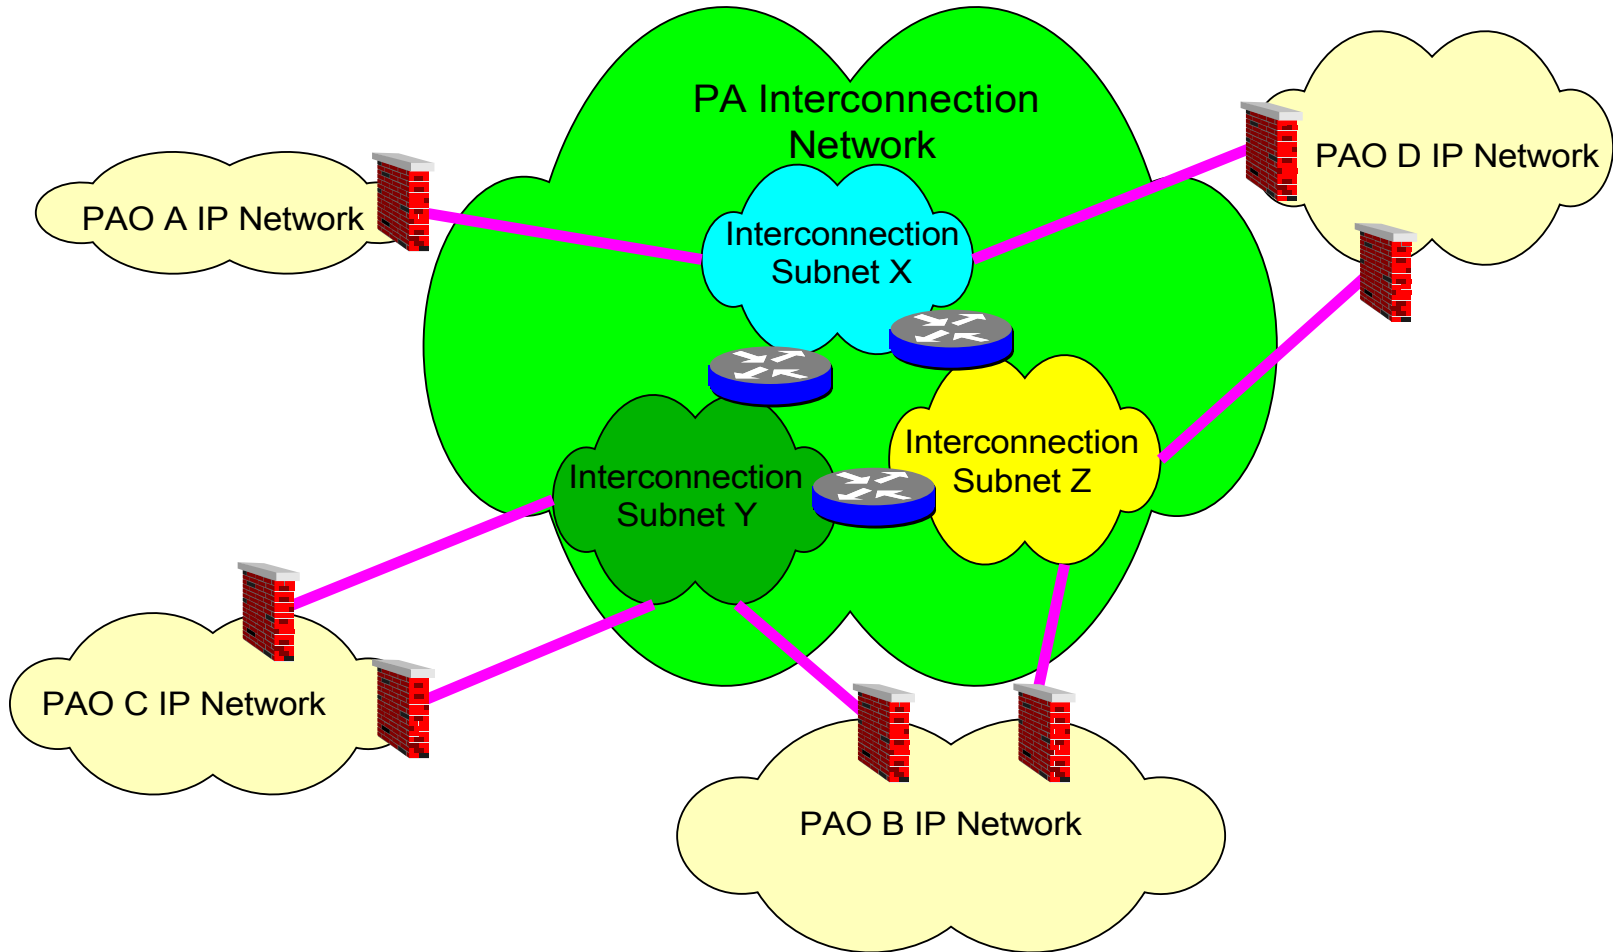 PA Interconnection
Network
PAO D IP Network
PAO A IP Network
Interconnection
Subnet X
Interconnection
Subnet Z
Interconnection
Subnet Y
PAO C IP Network
PAO B IP Network